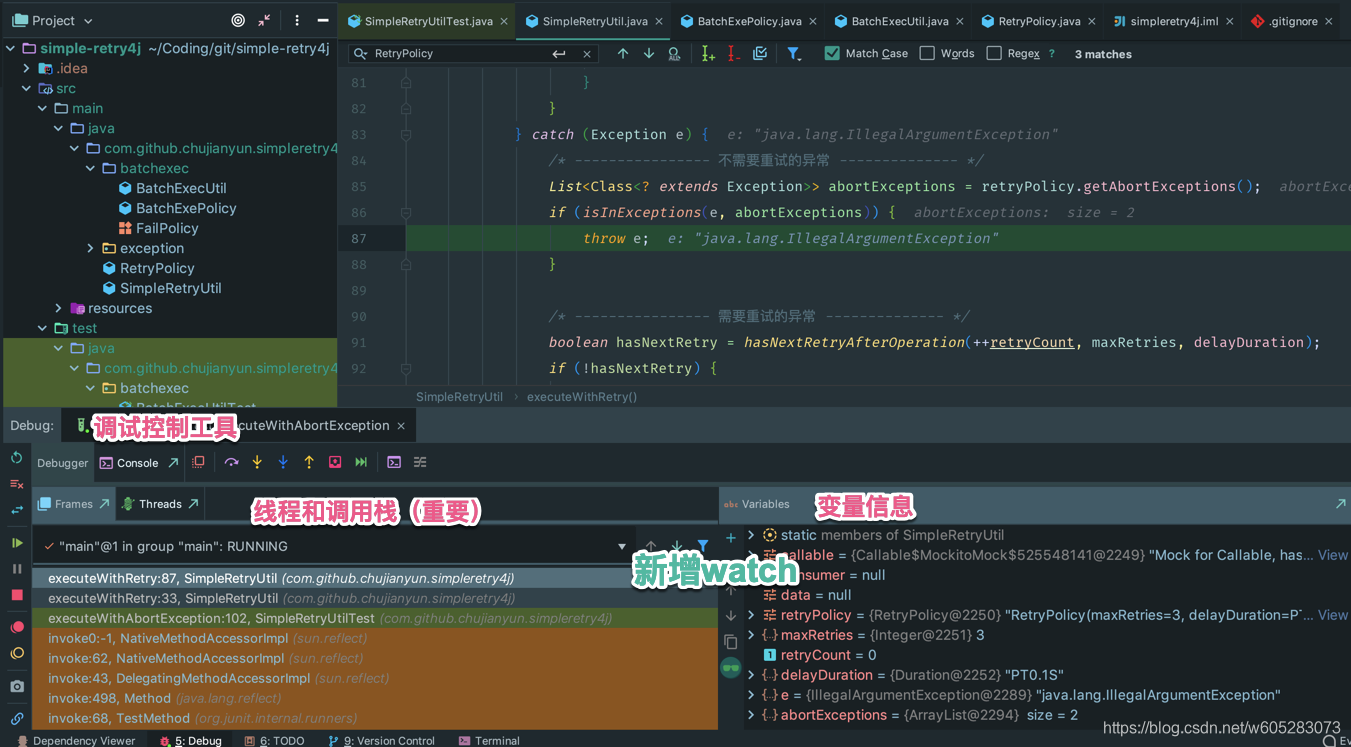 Project
simple-retry4j ~/Coding/git/simple-retry4j
.idea
src
main
java
com.github.chujianyun.simpleretry4
batchexec
BatchExecUtil
BatchExePolicy
FailPolicy
exception
RetryPolicy
SimpleRetryUtil
resources
test
java
com.github.chujianyun.simpleretry4
batchexec
BatchExecUtilTest
SimpleRetryUtilTest.java × SimpleRetryUtil.java × BatchExePolicy.java × BatchExecUtil.java × RetryPolicy.java × simpleretry4j.iml × .gitignore ×
RetryPolicy Match Case Words Regex ? 3 matches
81 }
82 }
83 } catch (Exception e) { e: "java.lang.IllegalArgumentException"
84 /* ---------------- 不需要重试的异常 -------------- */
85 List<Class<? extends Exception>> abortExceptions = retryPolicy.getAbortExceptions(); abortExce
86 if (isInExceptions(e, abortExceptions)) { abortExceptions: size = 2
87 throw e; e: "java.lang.IllegalArgumentException"
88 }
89
90 /* ---------------- 需要重试的异常 -------------- */
91 boolean hasNextRetry = hasNextRetryAfterOperation(++retryCount, maxRetries, delayDuration);
92 if (!hasNextRetry) {
SimpleRetryUtil › executeWithRetry()
Debug: 调试控制工具 cuteWithAbortException ×
Debugger Console
Frames Threads 线程和调用栈（重要）
"main"@1 in group "main": RUNNING
executeWithRetry:87, SimpleRetryUtil (com.github.chujianyun.simpleretry4j)
executeWithRetry:33, SimpleRetryUtil (com.github.chujianyun.simpleretry4j)
executeWithAbortException:102, SimpleRetryUtilTest (com.github.chujianyun.simpleretry4j)
invoke0:-1, NativeMethodAccessorImpl (sun.reflect)
invoke:62, NativeMethodAccessorImpl (sun.reflect)
invoke:43, DelegatingMethodAccessorImpl (sun.reflect)
invoke:498, Method (java.lang.reflect)
invoke:68, TestMethod (org.junit.internal.runners)
Variables 变量信息
新增watch
static members of SimpleRetryUtil
callable = {Callable$MockitoMock$525548141@2249} "Mock for Callable, has... View
nsumer = null
data = null
retryPolicy = {RetryPolicy@2250} "RetryPolicy(maxRetries=3, delayDuration=P... View
maxRetries = {Integer@2251} 3
retryCount = 0
delayDuration = {Duration@2252} "PT0.1S"
e = {IllegalArgumentException@2289} "java.lang.IllegalArgumentException"
abortExceptions = {ArrayList@2294} size = 2
https://blog.csdn.net/w605283073
Dependency Viewer 5: Debug 6: TODO 9: Version Control Terminal Ev